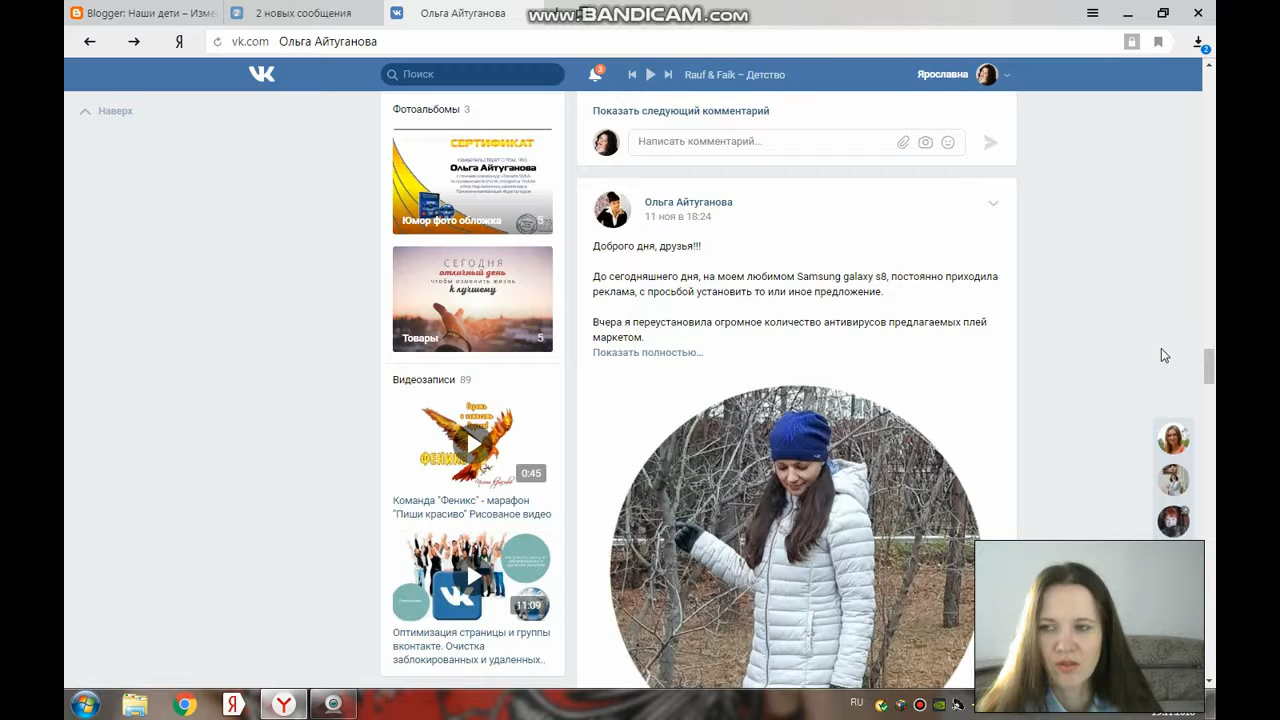 Blogger: Наши дети – Изме
2 новых сообщения
Ольга Айтуганова
www.BANDICAM.com
Я
vk.com Ольга Айтуганова
2
Поиск
3
Rauf & Faik – Детство
Ярославна
Наверх
Фотоальбомы 3
СЕРТИФИКАТ
Ольга Айтуганова
Юмор фото обложка 5
СЕГОДНЯ
отличный день
чтобы изменить жизнь
к лучшему
Товары 5
Видеозаписи 89
ФЕНИКС
Пиши красиво
0:45
Команда "Феникс" - марафон
"Пиши красиво" Рисованое видео
11:09
Оптимизация страницы и группы
вконтакте. Очистка
заблокированных и удаленных..
Показать следующий комментарий
Написать комментарий...
Ольга Айтуганова
11 ноя в 18:24
Доброго дня, друзья!!!
До сегодняшнего дня, на моем любимом Samsung galaxy s8, постоянно приходила
реклама, с просьбой установить то или иное предложение.
Вчера я переустановила огромное количество антивирусов предлагаемых плей
маркетом.
Показать полностью…
RU